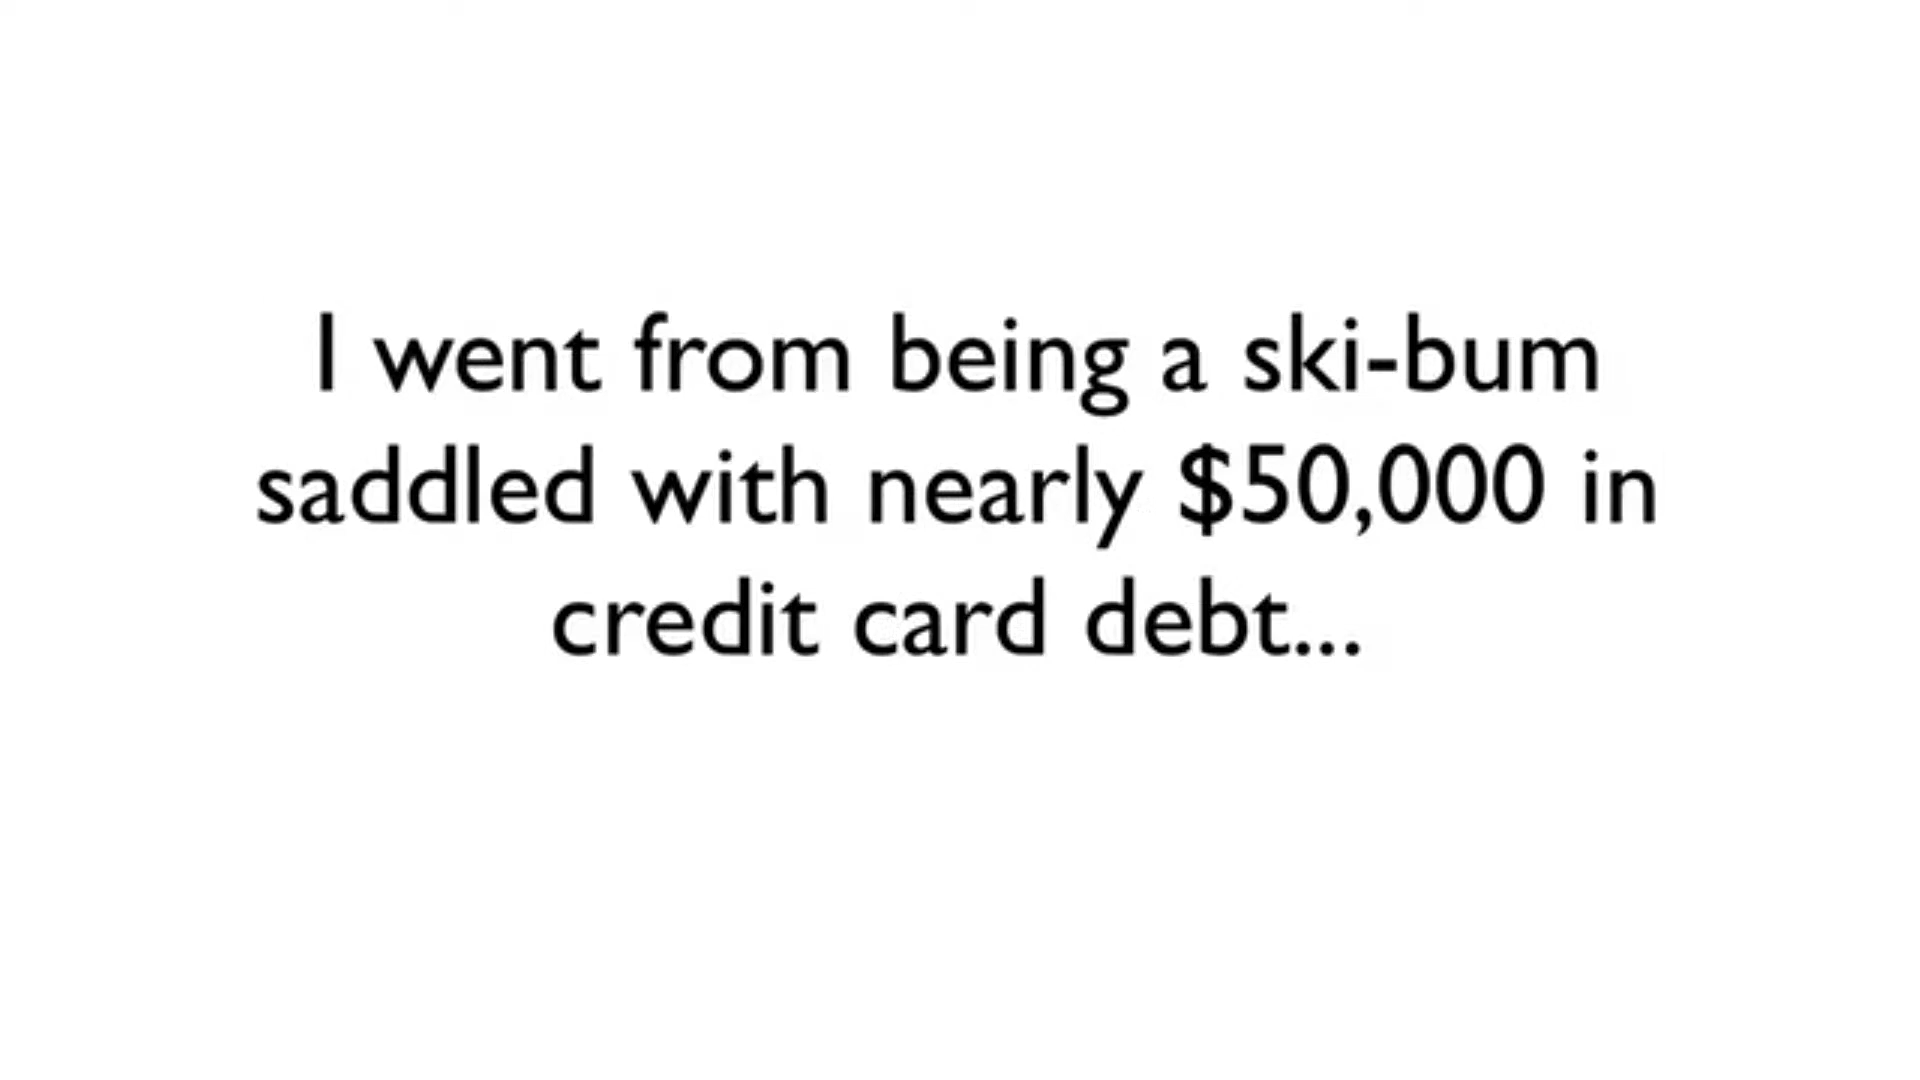 I went from being a ski-bum
saddled with nearly $50,000 in
credit card debt...